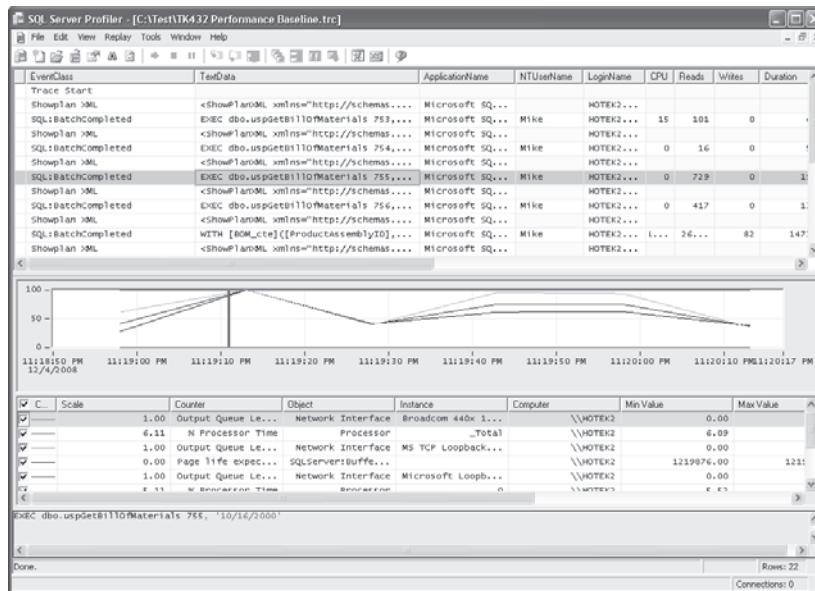 SQL Server Profiler - [C:\Test\TK432 Performance Baseline.trc]
File Edit View Replay Tools Window Help
EventClass TextData ApplicationName NTUserName LoginName CPU Reads Writes Duration
Trace Start
Showplan XML <ShowPlanXML xmlns="http://schemas.... Microsoft SQ... HOTEK2...
SQL:BatchCompleted EXEC dbo.uspGetBillOfMaterials 753,... Microsoft SQ... Mike HOTEK2... 15 101 0
Showplan XML <ShowPlanXML xmlns="http://schemas.... Microsoft SQ... HOTEK2...
SQL:BatchCompleted EXEC dbo.uspGetBillOfMaterials 754,... Microsoft SQ... Mike HOTEK2... 0 16 0
Showplan XML <ShowPlanXML xmlns="http://schemas.... Microsoft SQ... HOTEK2...
SQL:BatchCompleted EXEC dbo.uspGetBillOfMaterials 755,... Microsoft SQ... Mike HOTEK2... 0 729 0
Showplan XML <ShowPlanXML xmlns="http://schemas.... Microsoft SQ... HOTEK2...
SQL:BatchCompleted EXEC dbo.uspGetBillOfMaterials 756,... Microsoft SQ... Mike HOTEK2... 0 417 0
Showplan XML <ShowPlanXML xmlns="http://schemas.... Microsoft SQ... HOTEK2...
SQL:BatchCompleted WITH [BOM_cte]([ProductAssemblyID],... Microsoft SQ... Mike HOTEK2... 26... 82 147
Showplan XML <ShowPlanXML xmlns="http://schemas.... Microsoft SQ... HOTEK2...
100
50
0
11:18:50 PM 11:19:00 PM 11:19:10 PM 11:19:20 PM 11:19:30 PM 11:19:40 PM 11:19:50 PM 11:20:00 PM 11:20:10 PM 11:20:17 PM
12/4/2008
C... Scale Counter Object Instance Computer Min Value Max Value
1.00 Output Queue Le... Network Interface Broadcom 440x 1... \\HOTEK2 0.00
6.11 % Processor Time Processor _Total \\HOTEK2 6.09
1.00 Output Queue Le... Network Interface MS TCP Loopback... \\HOTEK2 0.00
0.00 Page life expec... SQLServer:Buffe... \\HOTEK2 1219876.00 1219
1.00 Output Queue Le... Network Interface Microsoft Loopb... \\HOTEK2 0.00
5.11 % Processor Time Processor 0 \\HOTEK2
EXEC dbo.uspGetBillOfMaterials 755, '10/16/2000'
Done. Rows: 22
Connections: 0